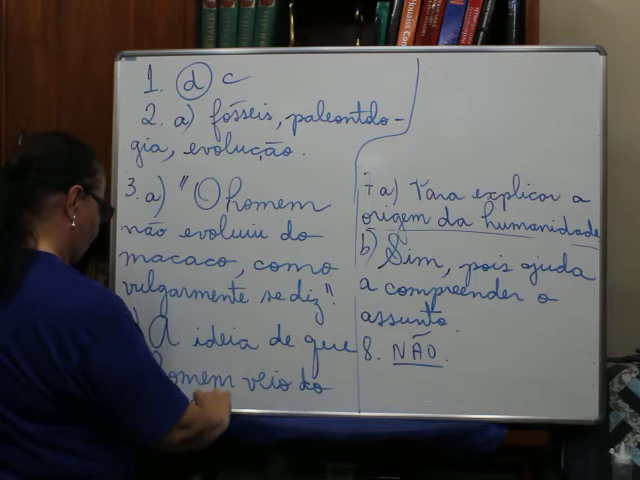 Houaiss
1. d c
2. a) fósseis, paleontolo-
gia, evolução.
3. a) "O homem
não evoluiu do
macaco, como
vulgarmente se diz".
) A ideia de que
homem veio do
7 a) Para explicar a
origem da humanidade
b) Sim, pois ajuda
a compreender o
assunto.
8. NÃO.